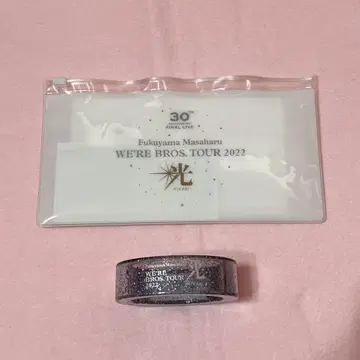 30TH
ANNIVERSARY
FINAL LIVE
Fukuyama Masaharu
WE'RE BROS. TOUR 2022
光
Fukuyama Masaharu
WE'RE
BROS. TOUR
2022
光